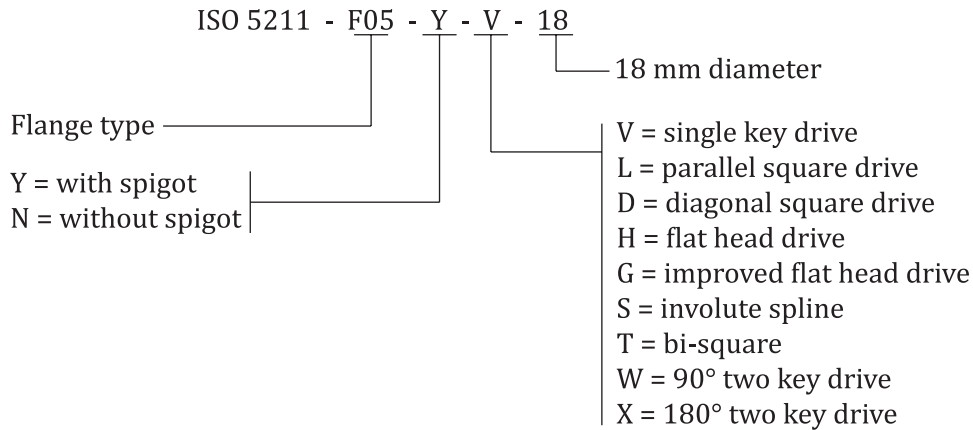 ISO 5211 - F05 - Y - V - 18
18 mm diameter
Flange type
Y = with spigot
N = without spigot
V = single key drive
L = parallel square drive
D = diagonal square drive
H = flat head drive
G = improved flat head drive
S = involute spline
T = bi-square
W = 90° two key drive
X = 180° two key drive